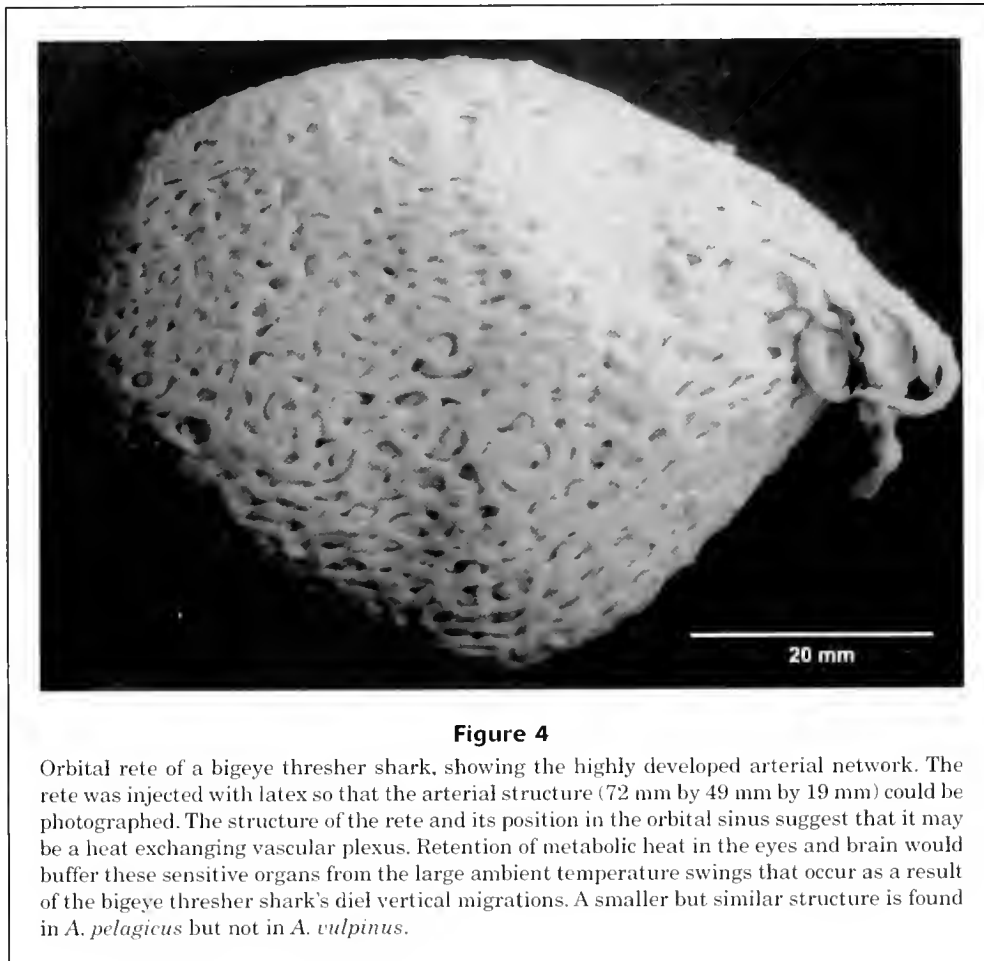 20 mm
Figure 4
Orbital rete of a bigeye thresher shark, showing the highly developed arterial network. The
rete was injected with latex so that the arterial structure (72 mm by 49 mm by 19 mm) could be
photographed. The structure of the rete and its position in the orbital sinus suggest that it may
be a heat exchanging vascular plexus. Retention of metabolic heat in the eyes and brain would
buffer these sensitive organs from the large ambient temperature swings that occur as a result
of the bigeye thresher shark's diel vertical migrations. A smaller but similar structure is found
in A. pelagicus but not in A. vulpinus.